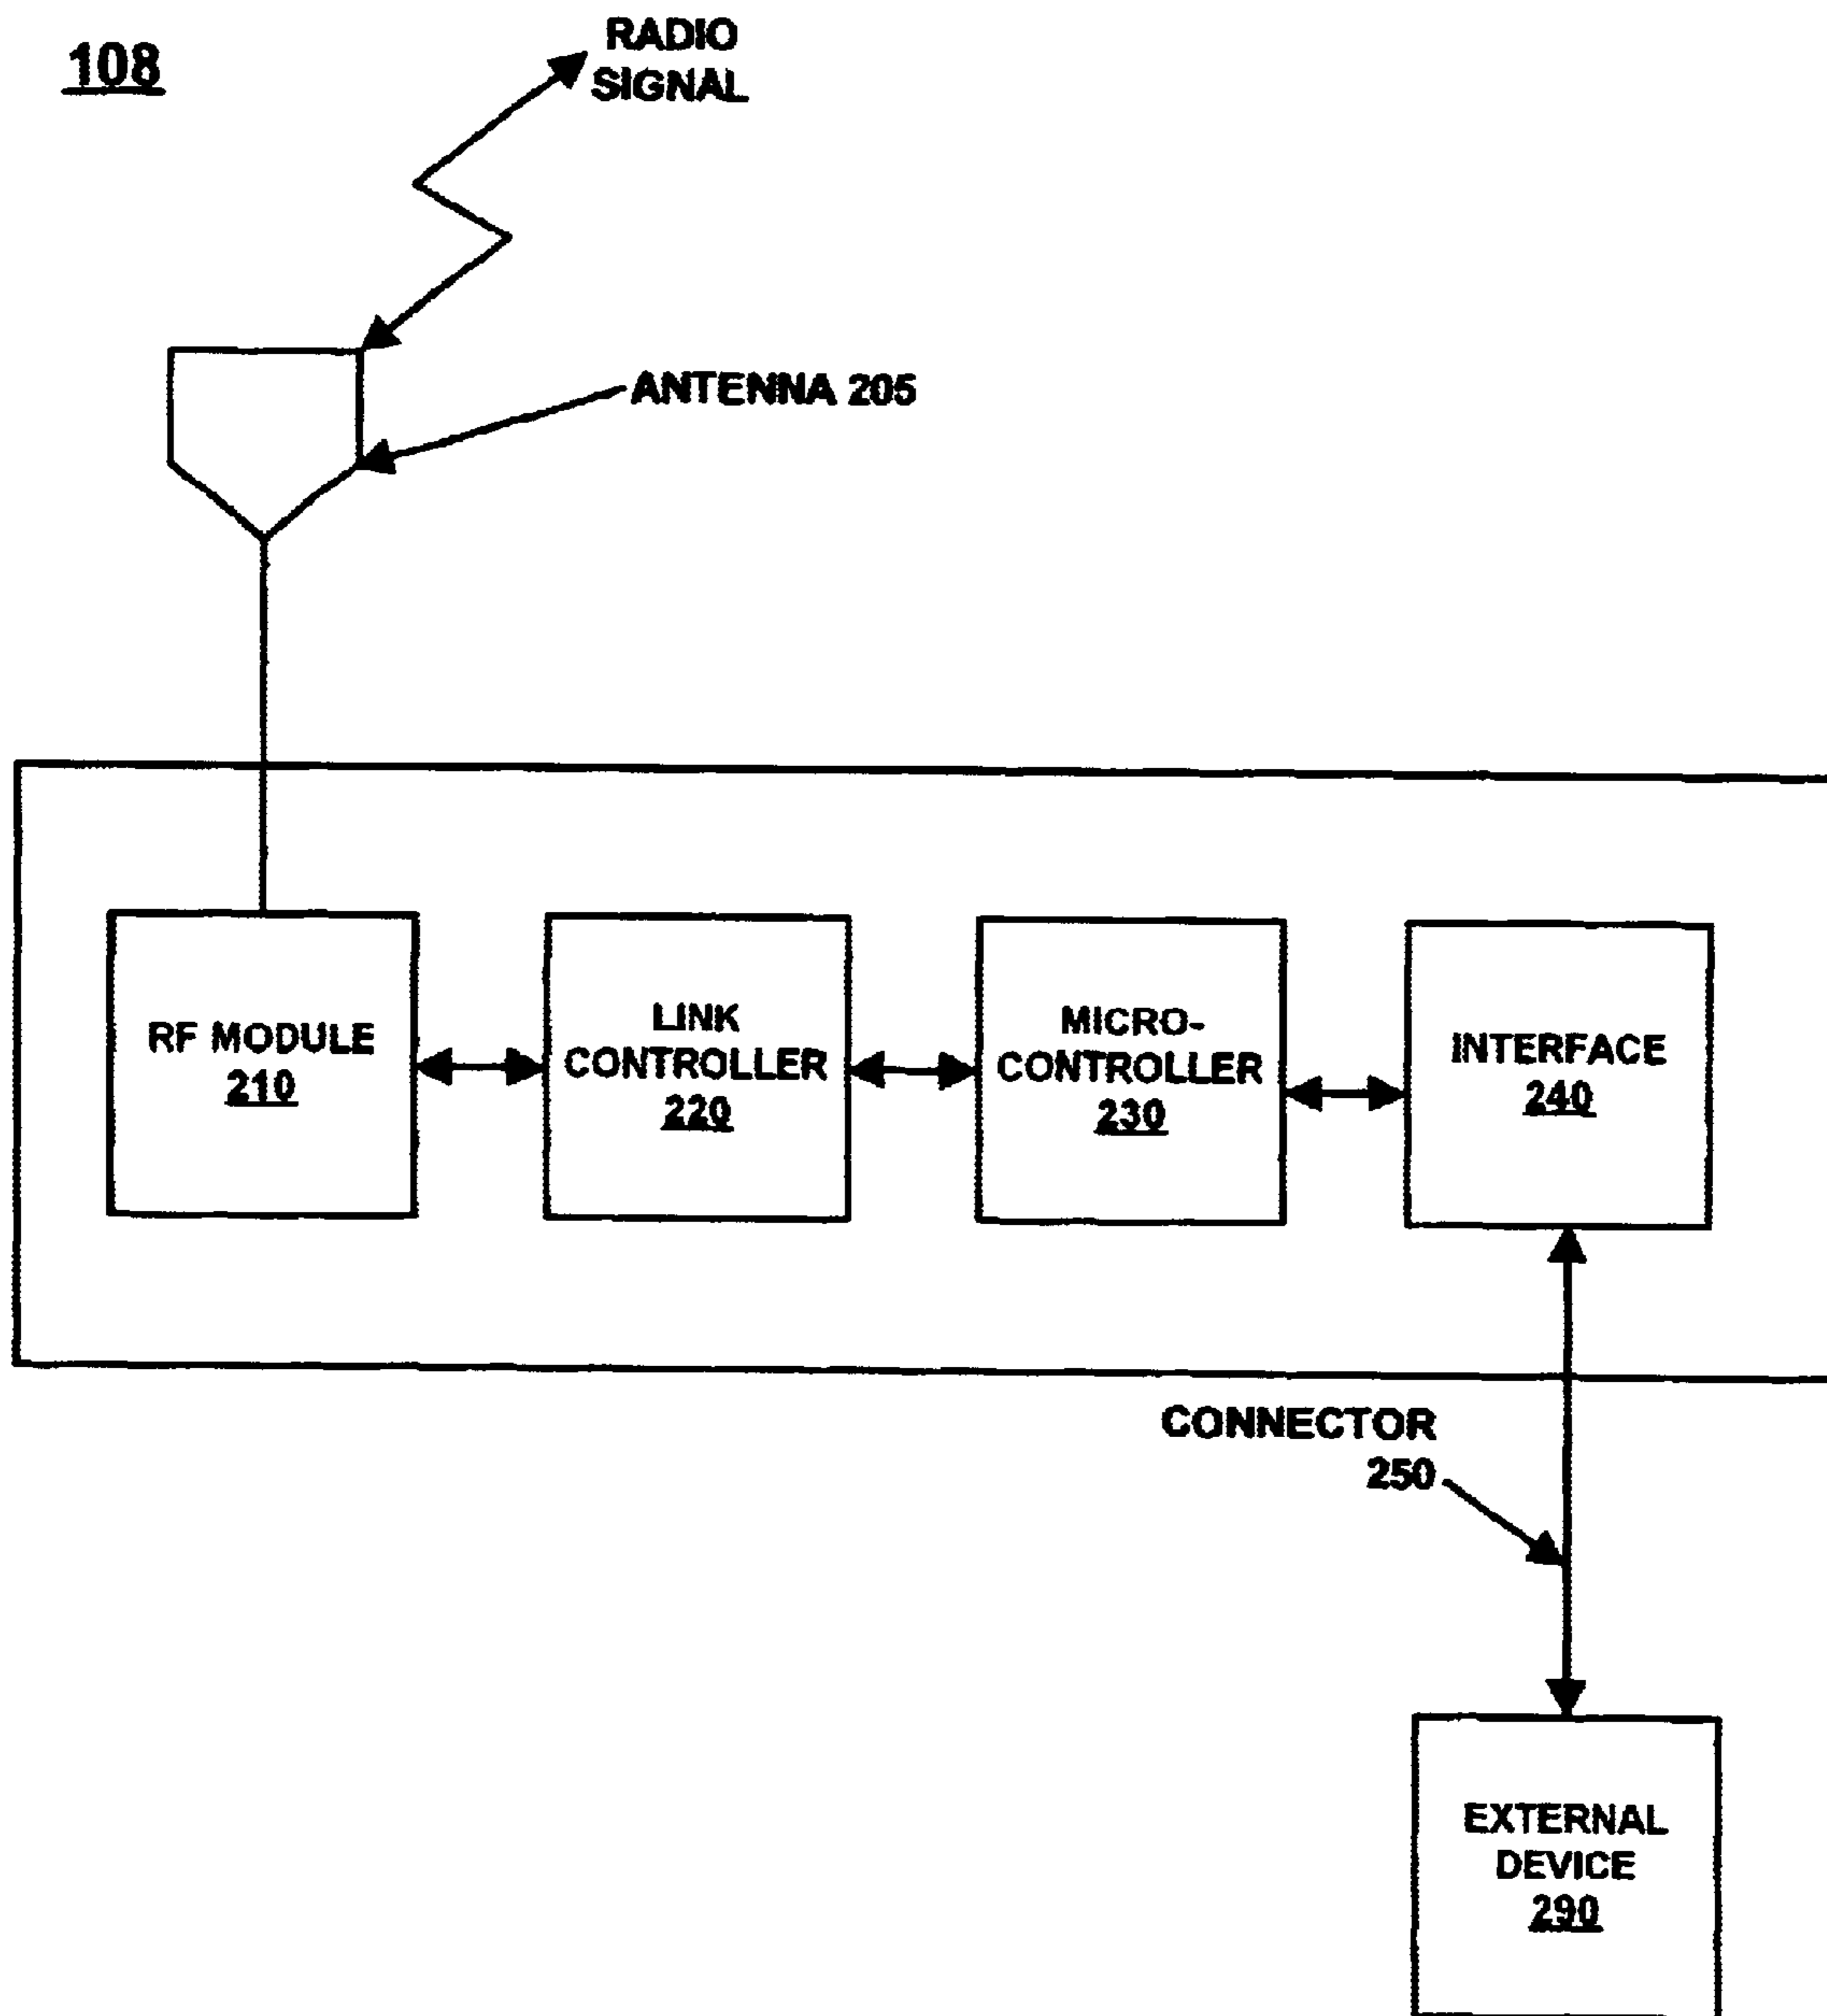 108
RADIO
SIGNAL
ANTENNA 205
RF MODULE
210
LINK
CONTROLLER
220
MICRO-
CONTROLLER
230
INTERFACE
240
CONNECTOR
250
EXTERNAL
DEVICE
290